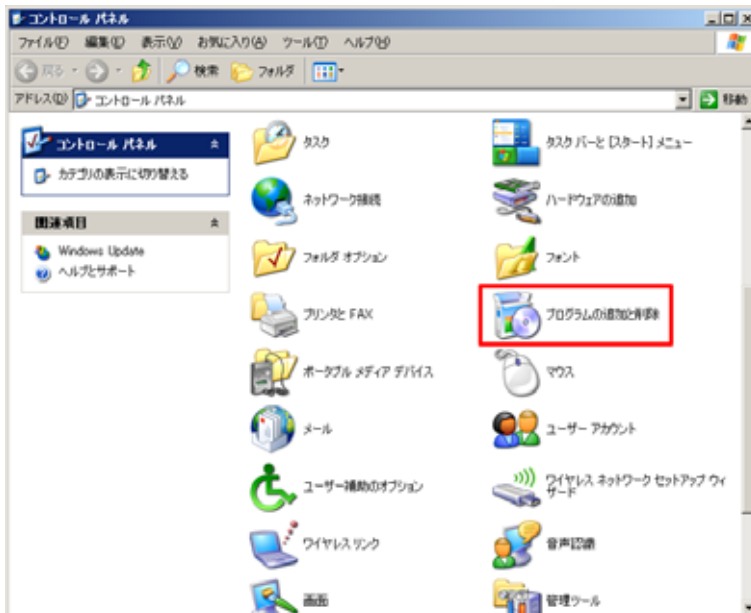 コントロール パネル
ファイル(F) 編集(E) 表示(V) お気に入り(A) ツール(T) ヘルプ(H)
戻る 検索 フォルダ
アドレス(D) コントロール パネル 移動
コントロール パネル
カテゴリの表示に切り替える
関連項目
Windows Update
ヘルプとサポート
タスク
タスク バーと [スタート] メニュー
ネットワーク接続
ハードウェアの追加
フォルダ オプション
フォント
プリンタと FAX
プログラムの追加と削除
ポータブル メディア デバイス
マウス
メール
ユーザー アカウント
ユーザー補助のオプション
ワイヤレス ネットワーク セットアップ ウィ
ザード
ワイヤレス リンク
音声認識
画面
管理ツール